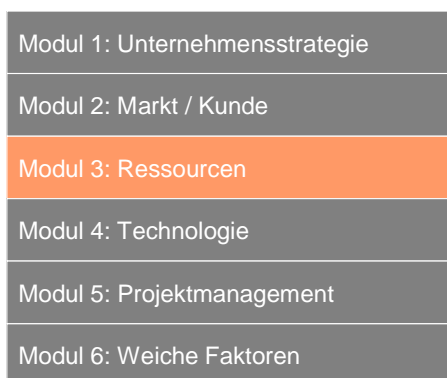 Modul 1: Unternehmensstrategie
Modul 2: Markt / Kunde
Modul 3: Ressourcen
Modul 4: Technologie
Modul 5: Projektmanagement
Modul 6: Weiche Faktoren